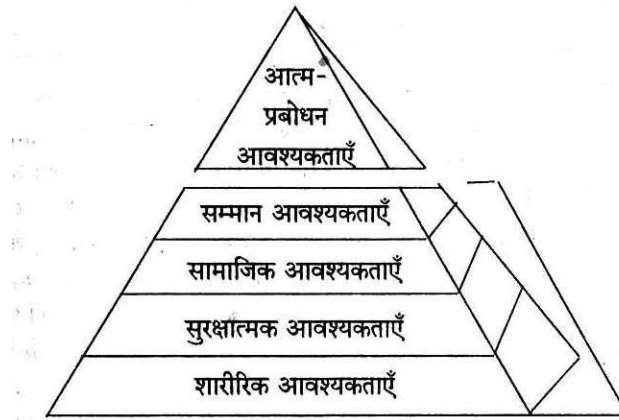 आत्म-
प्रबोधन
आवश्यकताएँ
सम्मान आवश्यकताएँ
सामाजिक आवश्यकताएँ
सुरक्षात्मक आवश्यकताएँ
शारीरिक आवश्यकताएँ